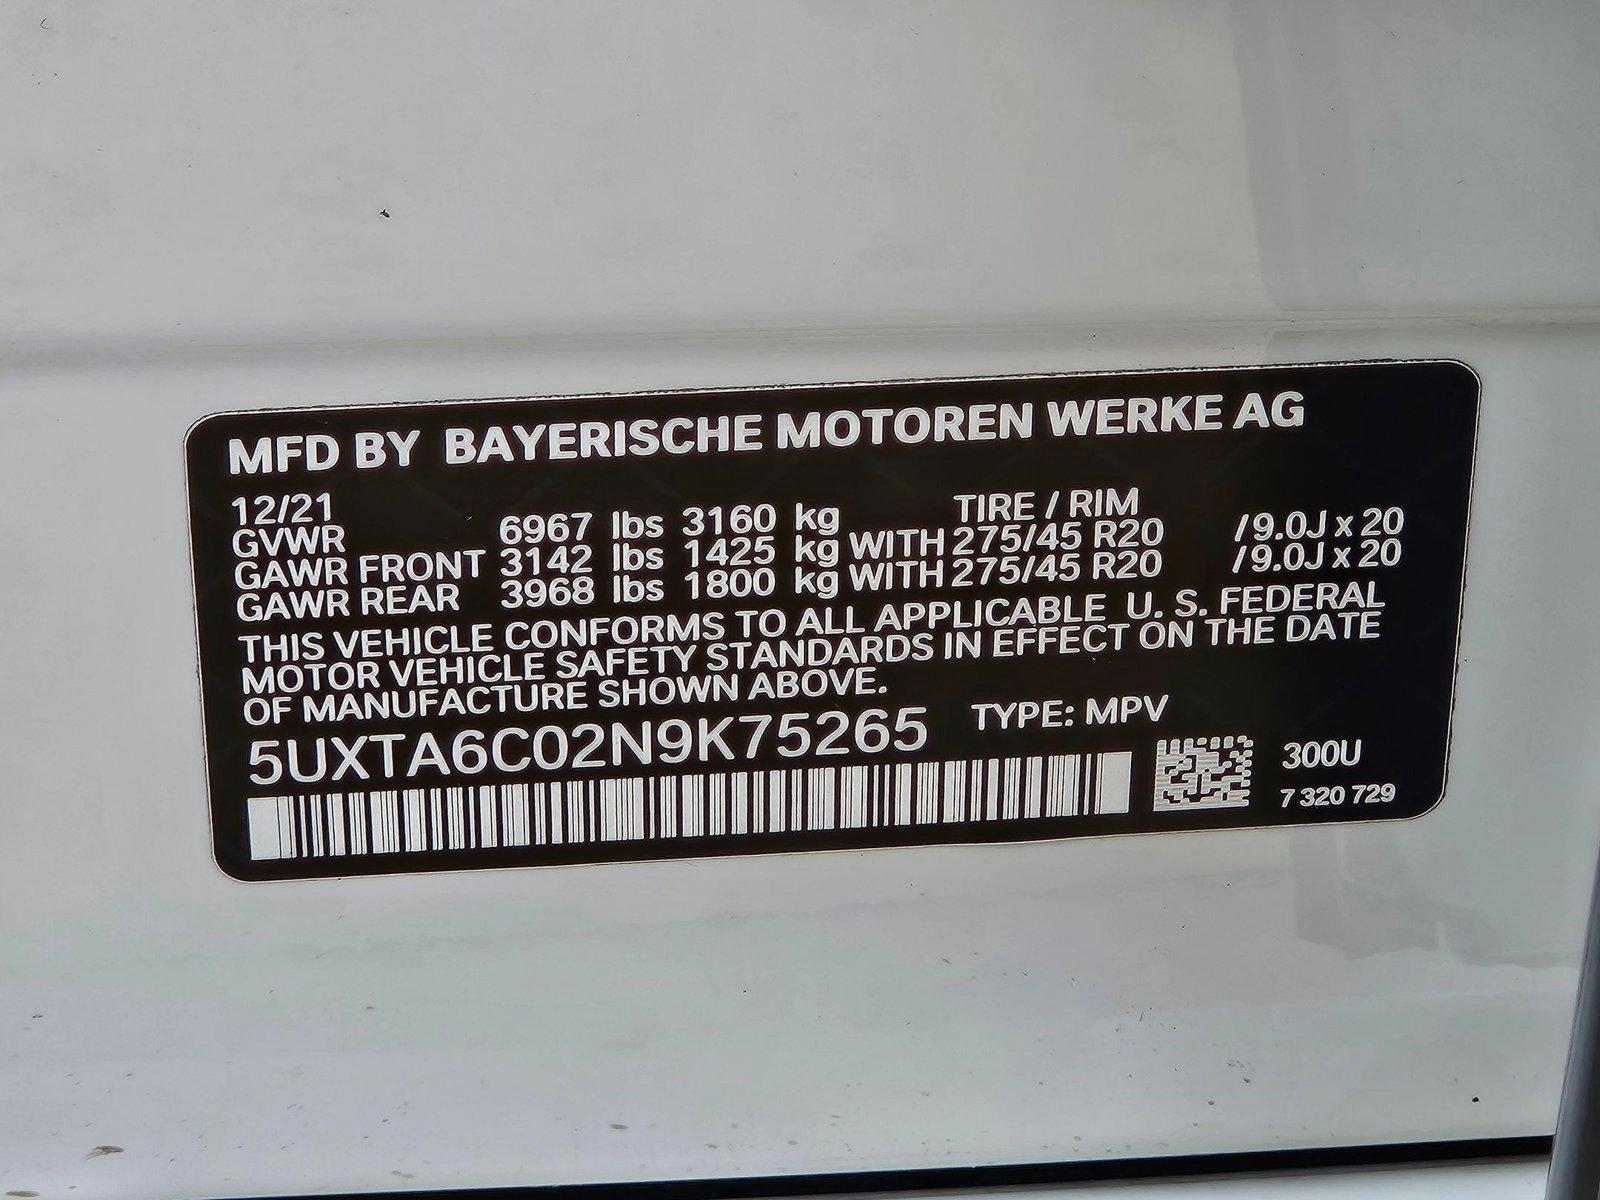 MFD BY BAYERISCHE MOTOREN WERKE AG
12/21 TIRE / RIM
GVWR 6967 lbs 3160 kg
GAWR FRONT 3142 lbs 1425 kg WITH 275/45 R20 / 9.0J x 20
GAWR REAR 3968 lbs 1800 kg WITH 275/45 R20 / 9.0J x 20
THIS VEHICLE CONFORMS TO ALL APPLICABLE U. S. FEDERAL
MOTOR VEHICLE SAFETY STANDARDS IN EFFECT ON THE DATE
OF MANUFACTURE SHOWN ABOVE.
5UXTA6C02N9K75265 TYPE: MPV
300U
7 320 729